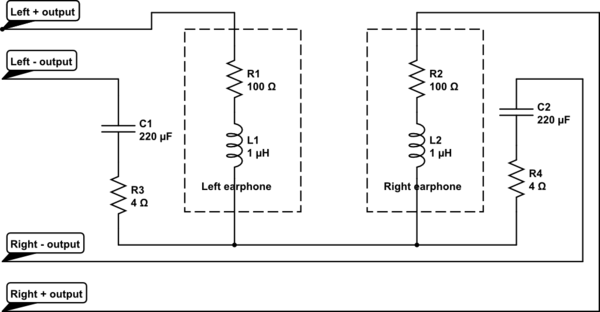 Left + output
Left - output
R1
100 Ω
R2
100 Ω
C1
220 µF
C2
220 µF
L1
1 µH
L2
1 µH
R3
4 Ω
R4
4 Ω
Left earphone
Right earphone
Right - output
Right + output